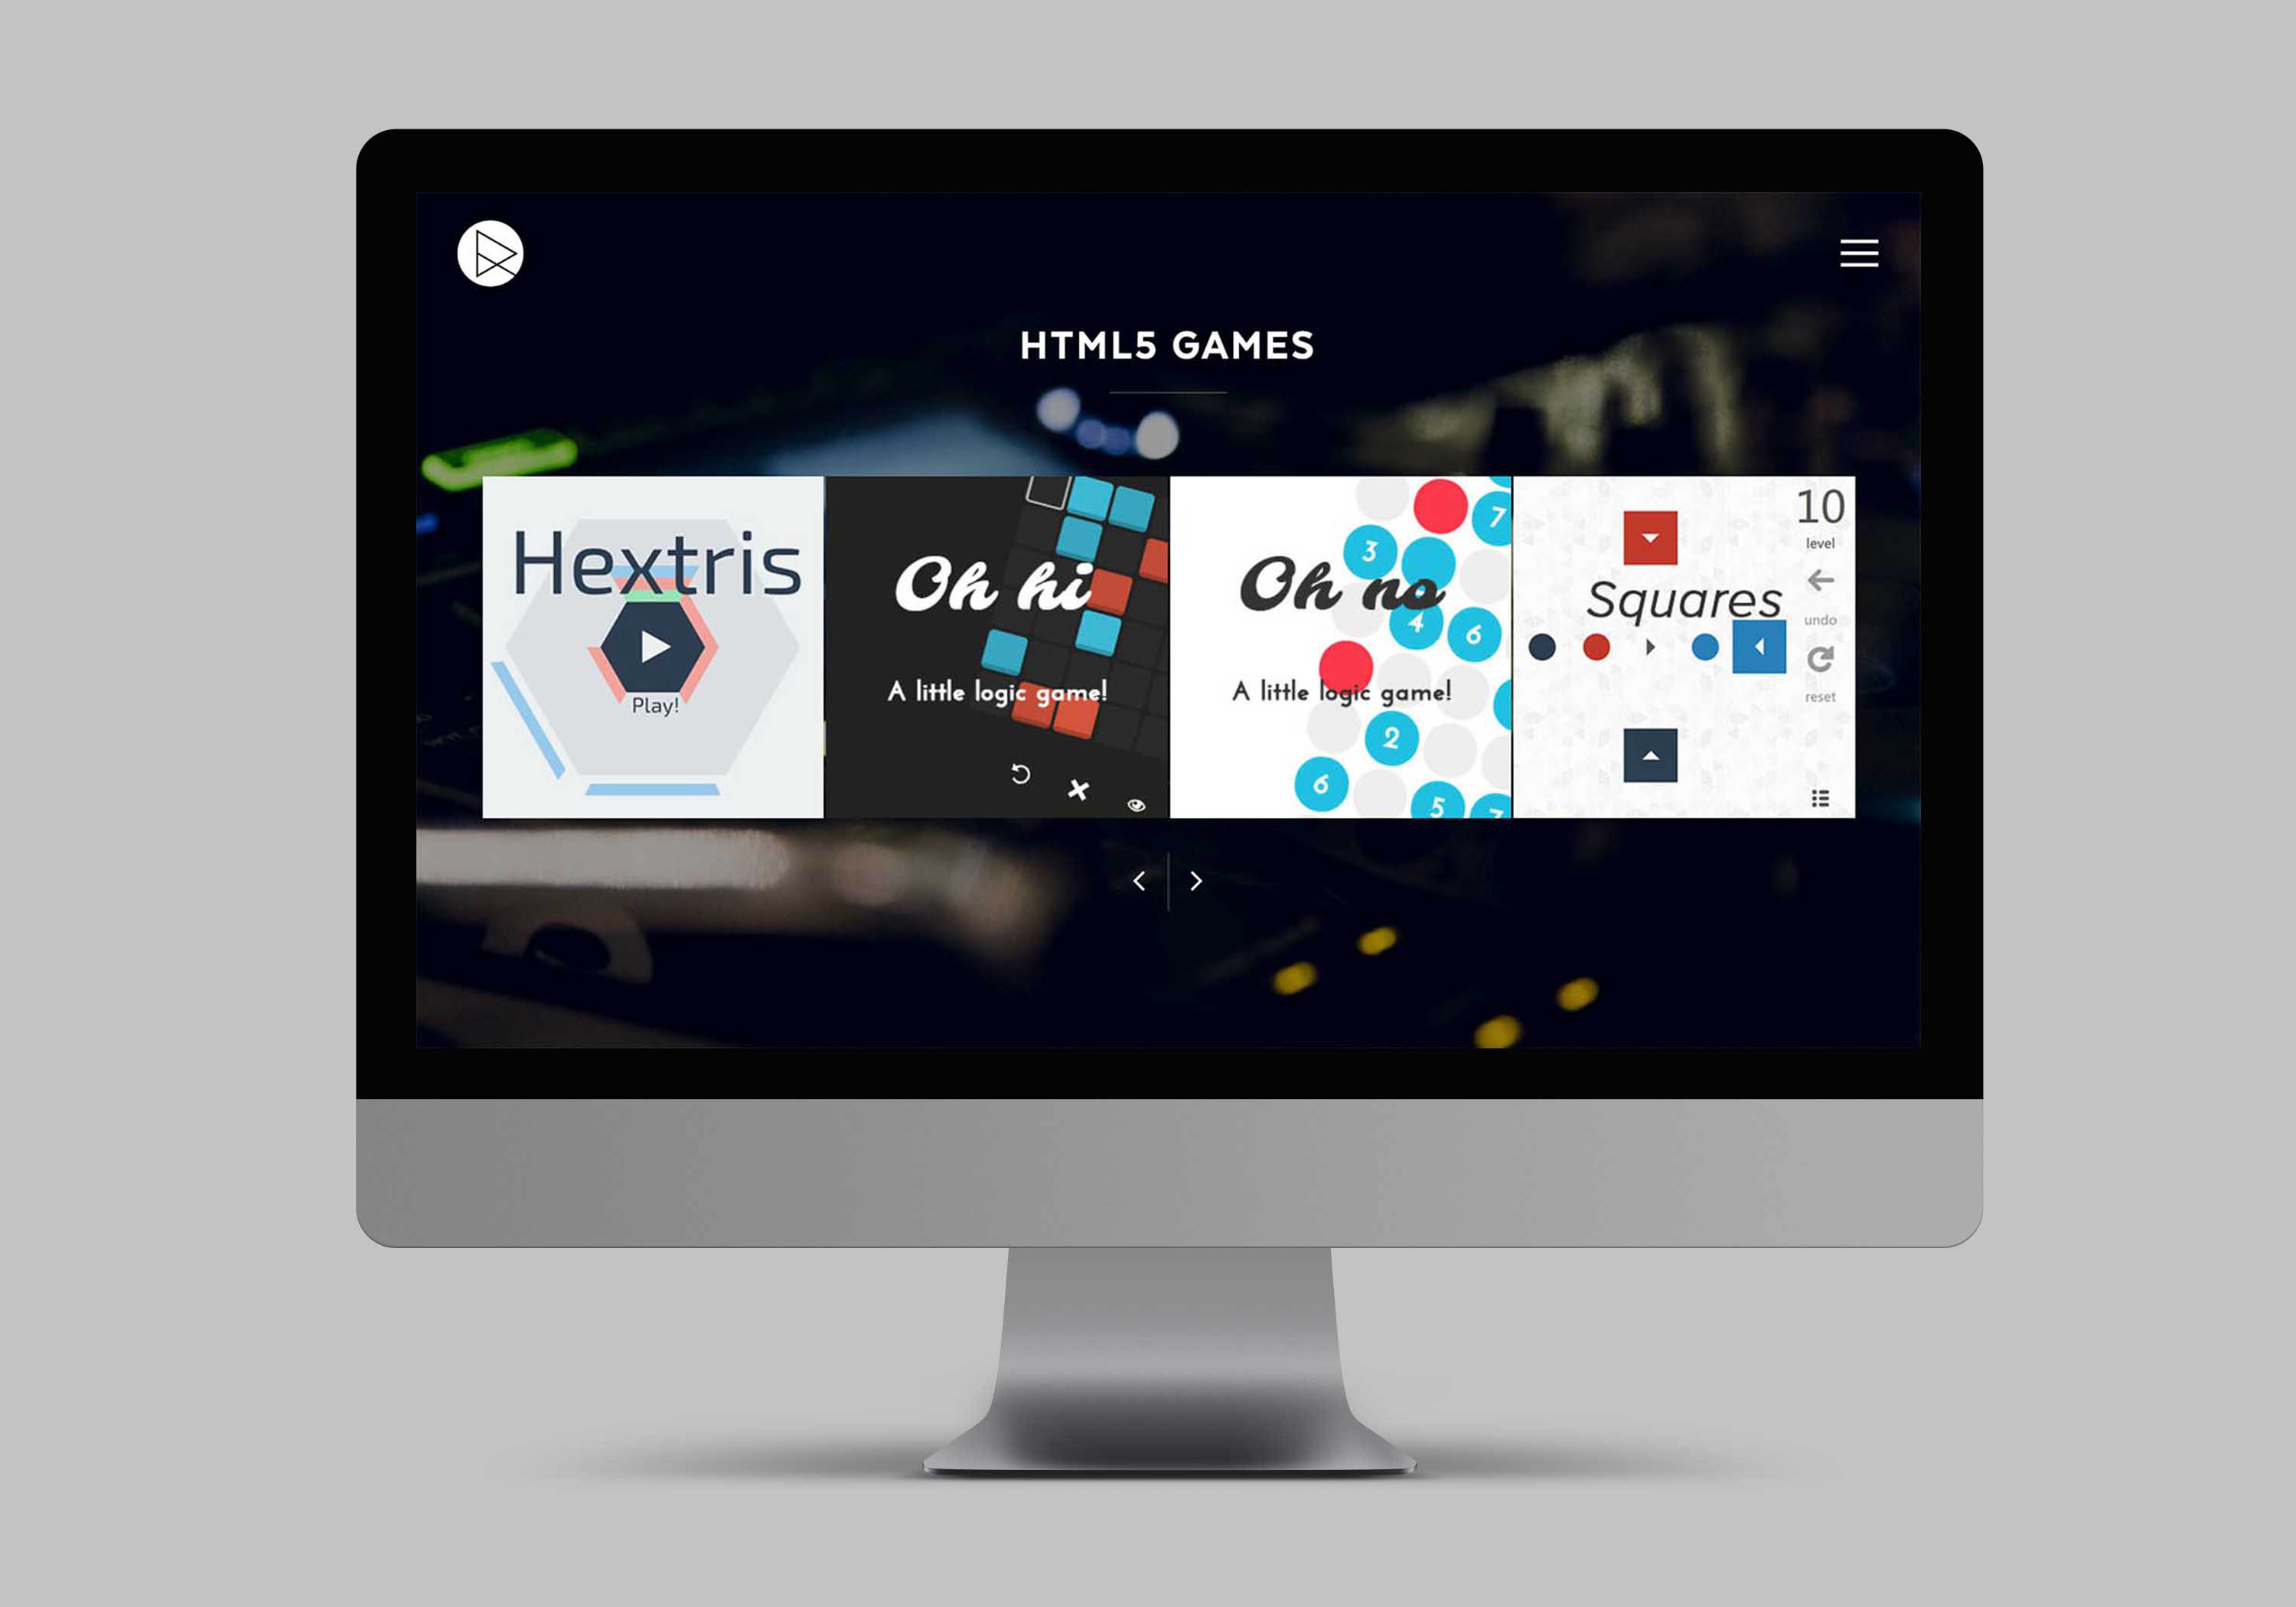 HTML5 GAMES
Hextris
Play!
Oh hi
A little logic game!
Oh no
A little logic game!
7
3
4
6
2
6
5
7
10
level
Squares
undo
reset